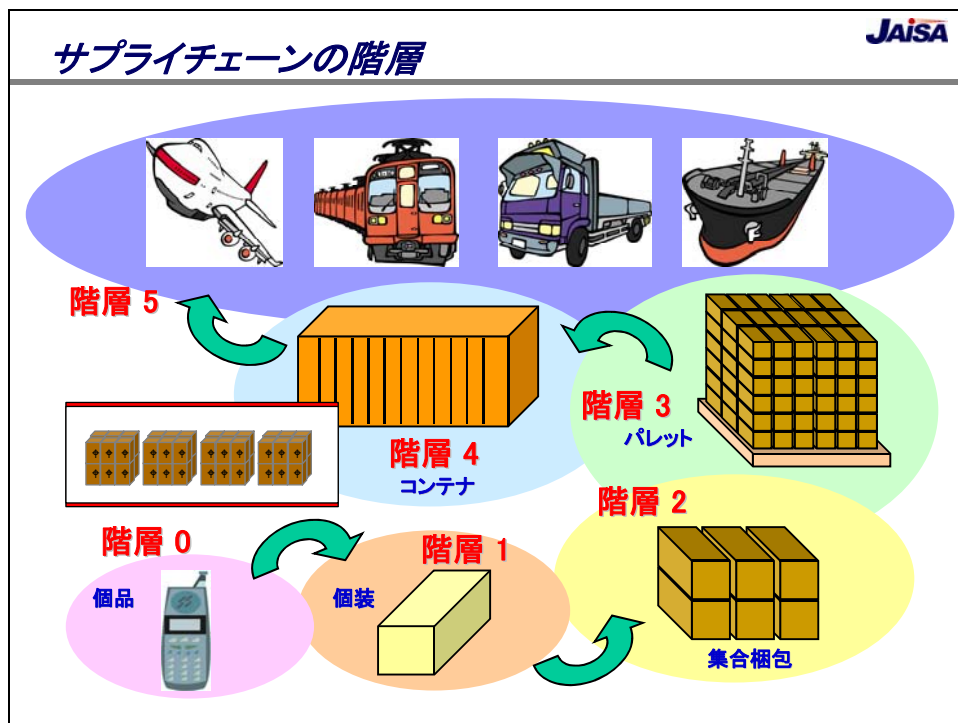 JAISA
サプライチェーンの階層
階層 5
階層 3
パレット
階層 4
コンテナ
階層 2
階層 0
階層 1
個品
個装
集合梱包